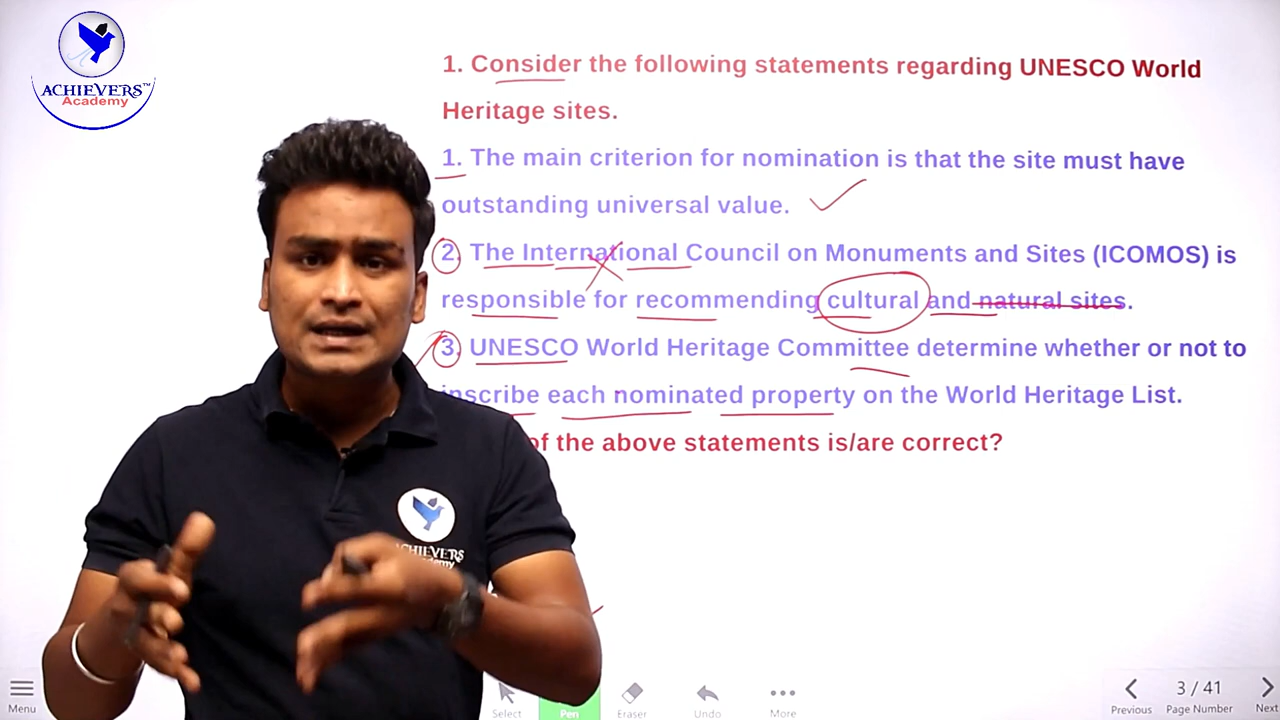 ACHIEVERS™
Academy
1. Consider the following statements regarding UNESCO World
Heritage sites.
1. The main criterion for nomination is that the site must have
outstanding universal value.
2. The International Council on Monuments and Sites (ICOMOS) is
responsible for recommending cultural and natural sites.
3. UNESCO World Heritage Committee determine whether or not to
inscribe each nominated property on the World Heritage List.
of the above statements is/are correct?
ACHIEVERS
Academy
Menu
Select
Pen
Eraser
Undo
More
Previous
3 / 41
Page Number
Next